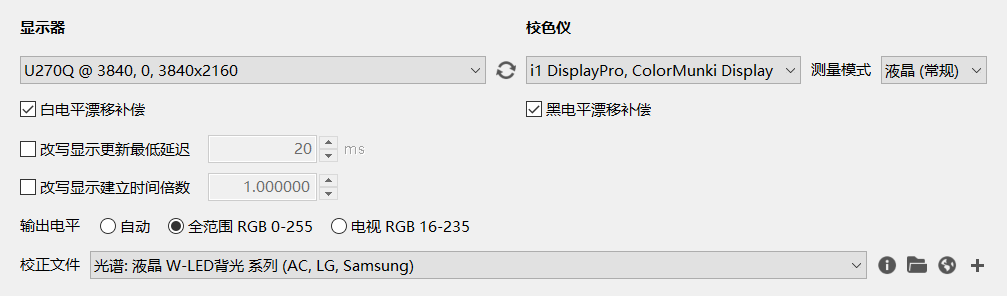 显示器 校色仪
U270Q @ 3840, 0, 3840x2160 i1 DisplayPro, ColorMunki Display 测量模式 液晶 (常规)
白电平漂移补偿 黑电平漂移补偿
改写显示更新最低延迟 20 ms
改写显示建立时间倍数 1.000000
输出电平 自动 全范围 RGB 0-255 电视 RGB 16-235
校正文件 光谱: 液晶 W-LED背光 系列 (AC, LG, Samsung)